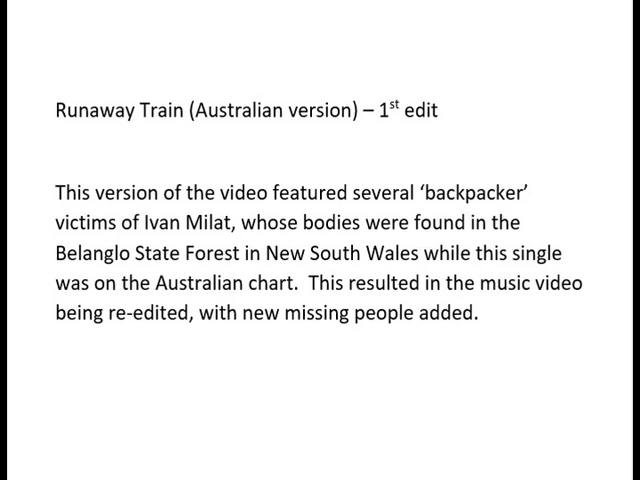 Runaway Train (Australian version) – 1st edit
This version of the video featured several ‘backpacker’
victims of Ivan Milat, whose bodies were found in the
Belanglo State Forest in New South Wales while this single
was on the Australian chart.  This resulted in the music video
being re-edited, with new missing people added.